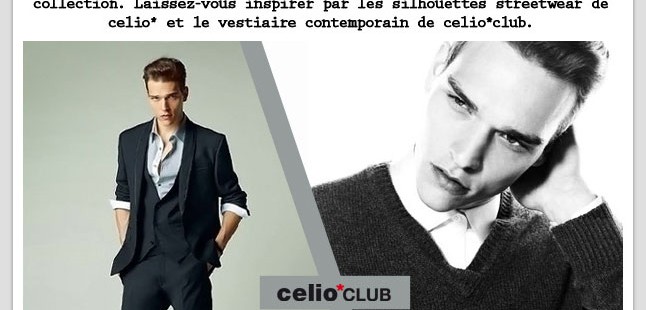 collection. Laissez-vous inspirer par les silhouettes streetwear de
celio* et le vestiaire contemporain de celio*club.
celio*CLUB